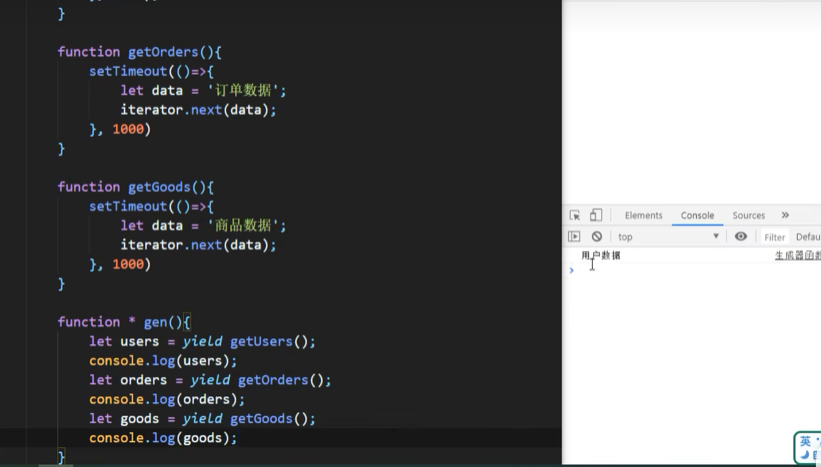 }
function getOrders(){
setTimeout(()=>{
let data = '订单数据';
iterator.next(data);
}, 1000)
}
function getGoods(){
setTimeout(()=>{
let data = '商品数据';
iterator.next(data);
}, 1000)
}
function * gen(){
let users = yield getUsers();
console.log(users);
let orders = yield getOrders();
console.log(orders);
let goods = yield getGoods();
console.log(goods);
}
Elements Console Sources »
top Filter Defau
用户数据 生成器函数
英